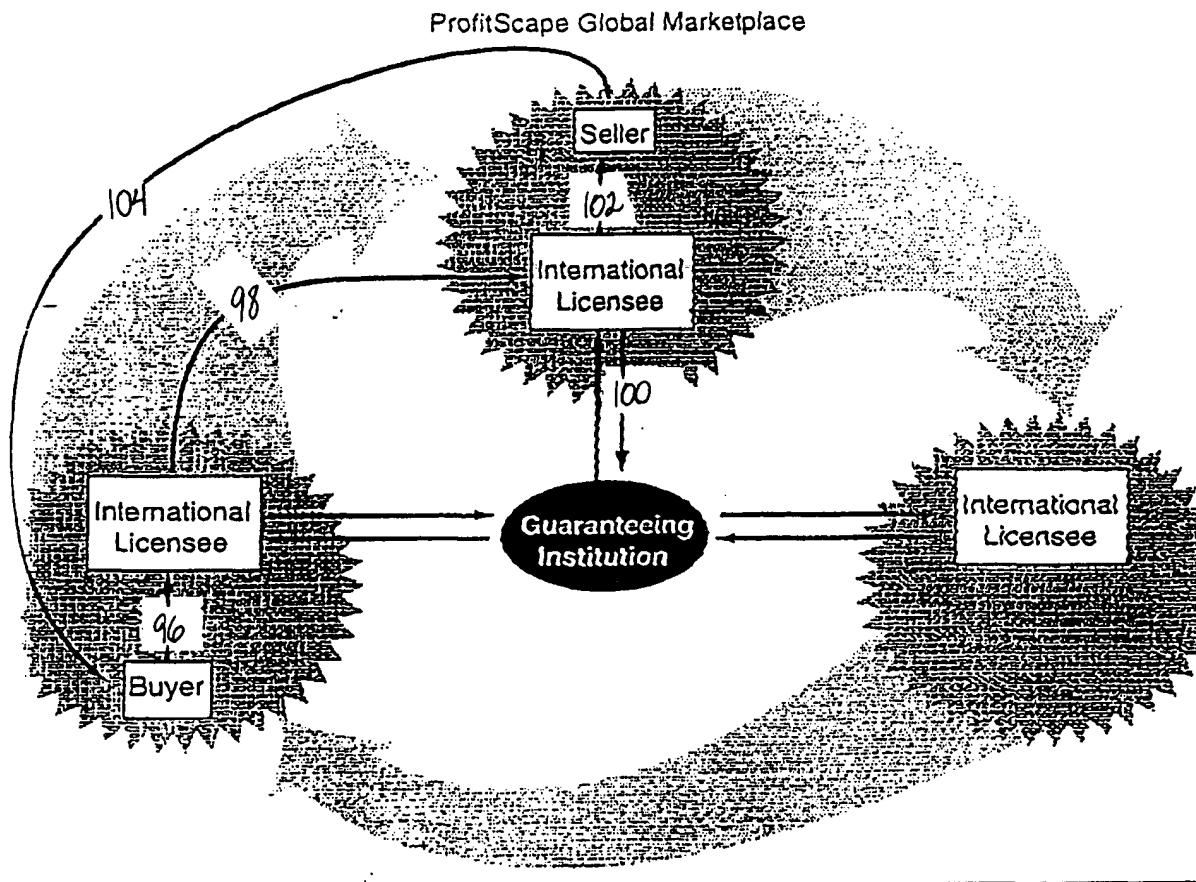 ProfitScape Global Marketplace
Seller
104
102
International
Licensee
98
100
International
Licensee
Guaranteeing
Institution
International
Licensee
96
Buyer